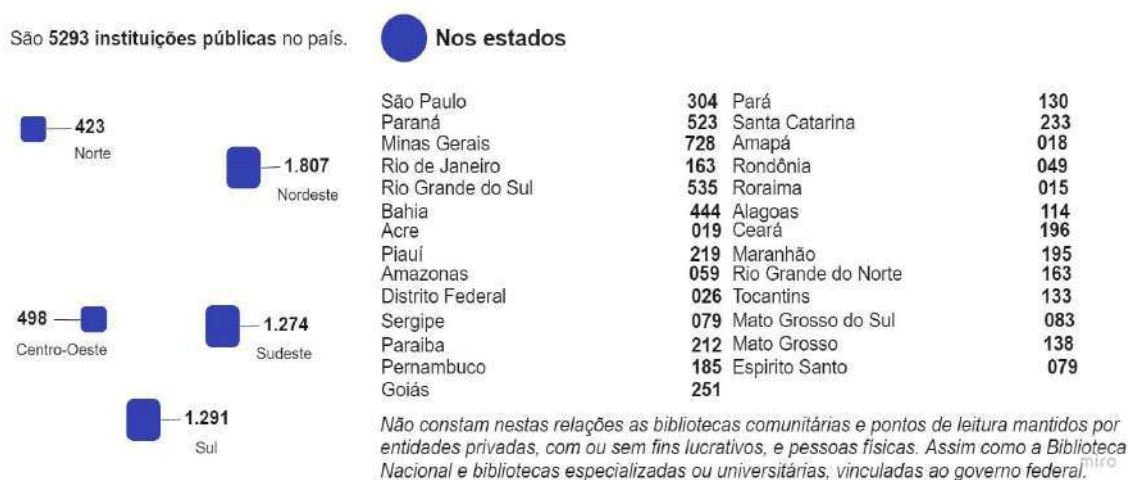 São 5293 instituições públicas no país.
423
Norte
1.807
Nordeste
498
Centro-Oeste
1.274
Sudeste
1.291
Sul
Nos estados
São Paulo 304 Pará 130
Paraná 523 Santa Catarina 233
Minas Gerais 728 Amapá 018
Rio de Janeiro 163 Rondônia 049
Rio Grande do Sul 535 Roraima 015
Bahia 444 Alagoas 114
Acre 019 Ceará 196
Piauí 219 Maranhão 195
Amazonas 059 Rio Grande do Norte 163
Distrito Federal 026 Tocantins 133
Sergipe 079 Mato Grosso do Sul 083
Paraiba 212 Mato Grosso 138
Pernambuco 185 Espirito Santo 079
Goiás 251
Não constam nestas relações as bibliotecas comunitárias e pontos de leitura mantidos por
entidades privadas, com ou sem fins lucrativos, e pessoas físicas. Assim como a Biblioteca
Nacional e bibliotecas especializadas ou universitárias, vinculadas ao governo federal.
miro